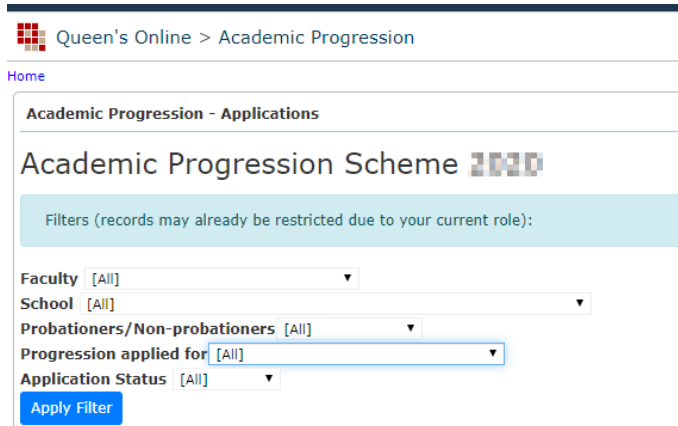 Queen's Online > Academic Progression
Home
Academic Progression - Applications
Academic Progression Scheme
Filters (records may already be restricted due to your current role):
Faculty [All]
School [All]
Probationers/Non-probationers [All]
Progression applied for [All]
Application Status [All]
Apply Filter